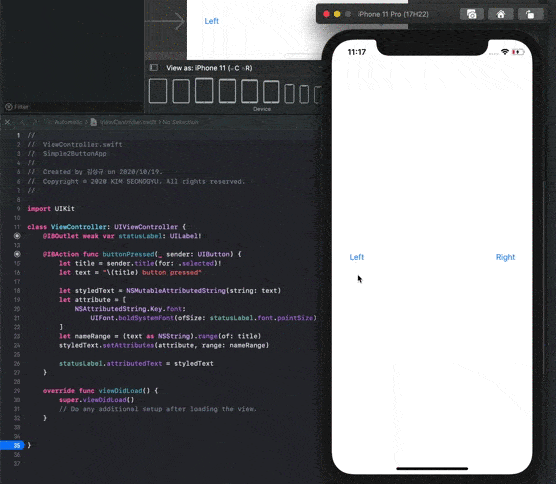 Left
iPhone 11 Pro (17H22)
View as: iPhone 11 (wC hR)
Device
Filter
11:17
Left
Right
Automatic
ViewController.swift
No Selection
1 //
2 //  ViewController.swift
3 //  Simple2ButtonApp
4 //
5 //  Created by 김성규 on 2020/10/19.
6 //  Copyright © 2020 KIM SEONGGYU. All rights reserved.
7 //
8
9 import UIKit
10
11 class ViewController: UIViewController {
@IBOutlet weak var statusLabel: UILabel!
13
@IBAction func buttonPressed(_ sender: UIButton) {
15 let title = sender.title(for: .selected)!
16 let text = "\(title) button pressed"
17
18 let styledText = NSMutableAttributedString(string: text)
19 let attribute = [
20 NSAttributedString.Key.font:
21 UIFont.boldSystemFont(ofSize: statusLabel.font.pointSize)
22 ]
23 let nameRange = (text as NSString).range(of: title)
24 styledText.setAttributes(attribute, range: nameRange)
25
26 statusLabel.attributedText = styledText
27 }
28
29 override func viewDidLoad() {
30 super.viewDidLoad()
31 // Do any additional setup after loading the view.
32 }
33
34
35 }
36
37